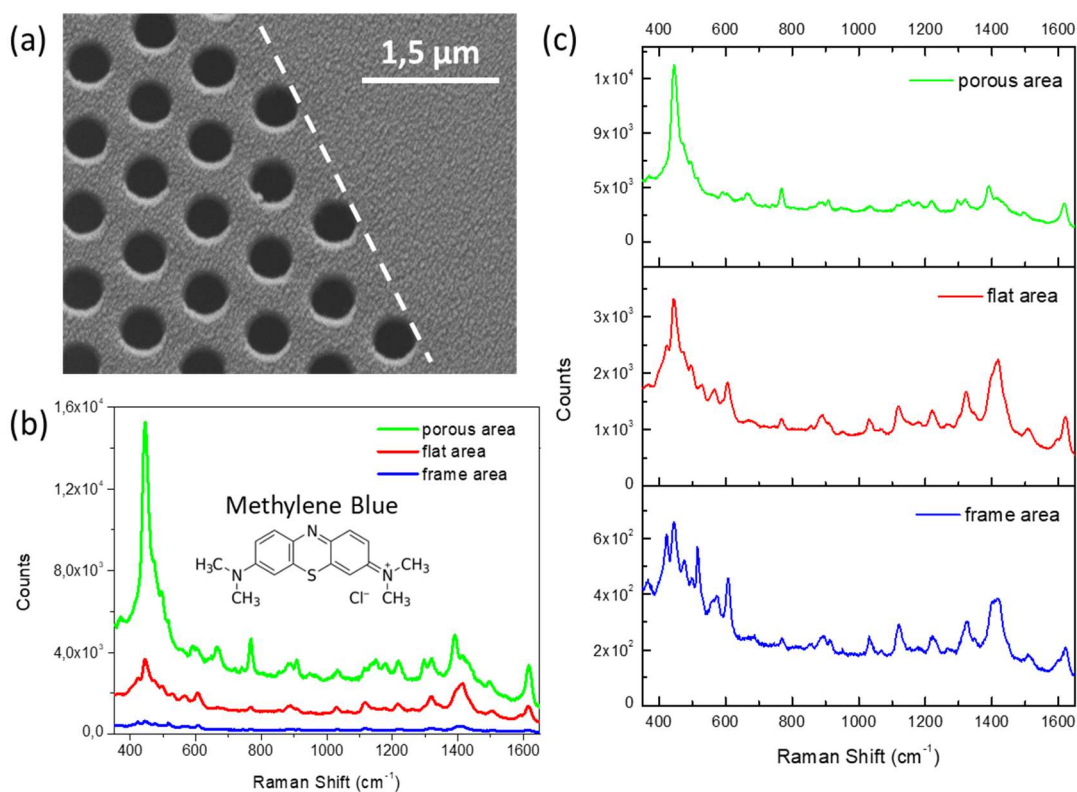 (a)
1,5 μm
(b)
1,6x10⁴
1,2x10⁴
8,0x10³
4,0x10³
0,0
Counts
porous area
flat area
frame area
Methylene Blue
N
H₃C
N
CH₃
S
N⁺
CH₃
CH₃
Cl⁻
400 600 800 1000 1200 1400 1600
Raman Shift (cm⁻¹)
(c)
400 600 800 1000 1200 1400 1600
1x10⁴
9x10³
5x10³
0
porous area
3x10³
2x10³
1x10³
0
flat area
Counts
6x10²
4x10²
2x10²
0
frame area
400 600 800 1000 1200 1400 1600
Raman Shift (cm⁻¹)